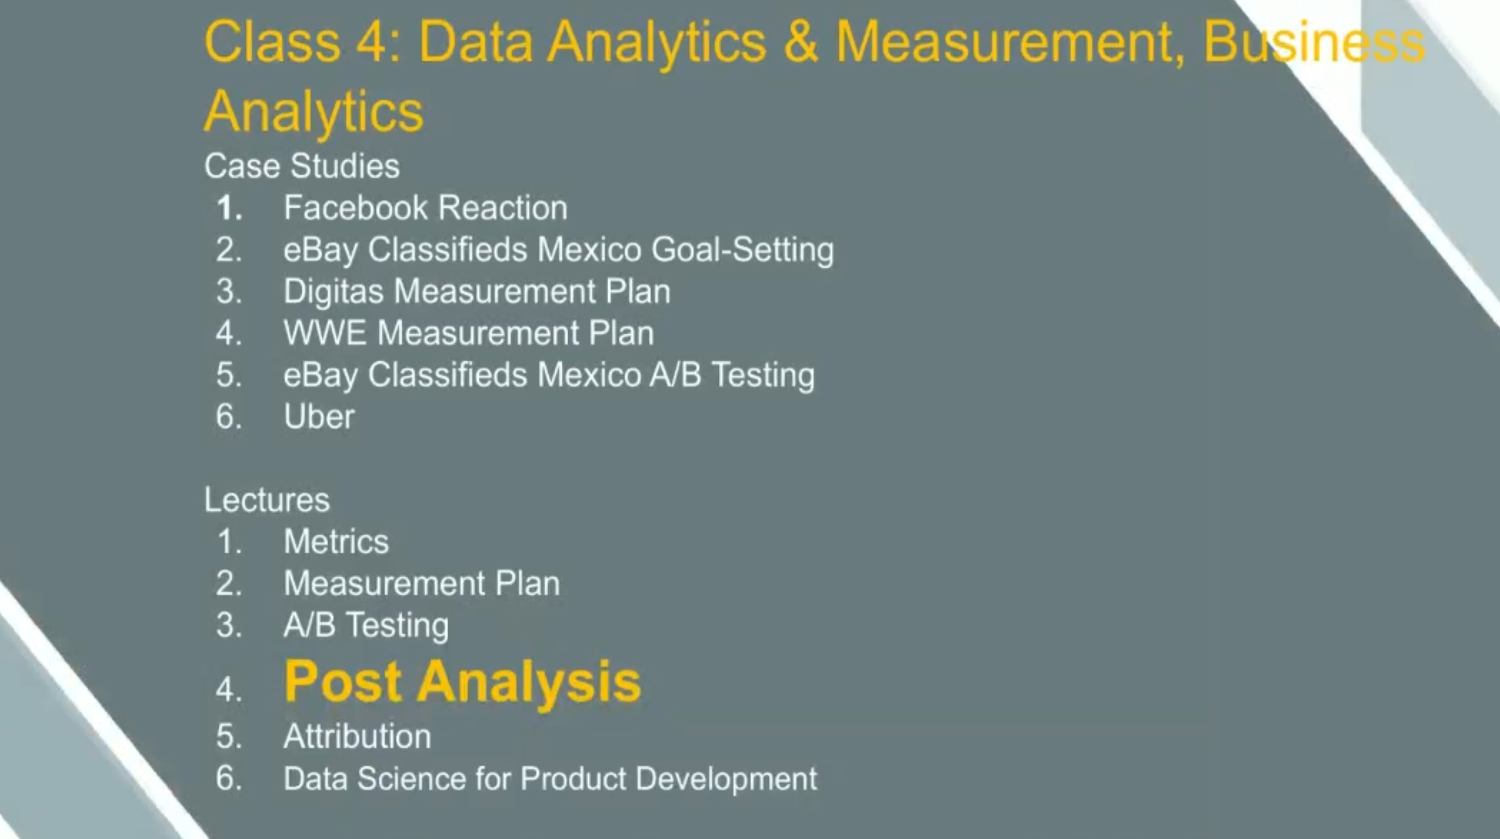 Class 4: Data Analytics & Measurement, Business
Analytics
Case Studies
1. Facebook Reaction
2. eBay Classifieds Mexico Goal-Setting
3. Digitas Measurement Plan
4. WWE Measurement Plan
5. eBay Classifieds Mexico A/B Testing
6. Uber
Lectures
1. Metrics
2. Measurement Plan
3. A/B Testing
4. Post Analysis
5. Attribution
6. Data Science for Product Development